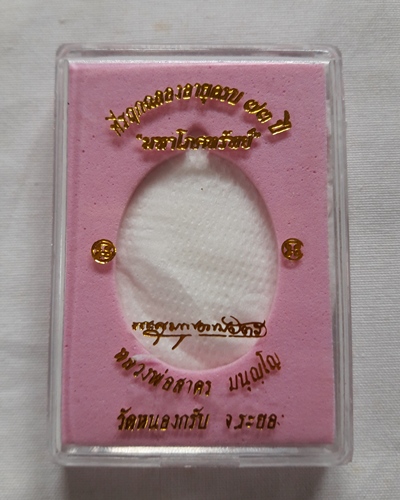 ที่ระฤกฉลองอายุครบ ๗๓ ปี
"มหาโภคทรัพย์"
หลวงพ่อสาคร มนุญฺโญ
วัดหนองกรับ จ.ระยอง